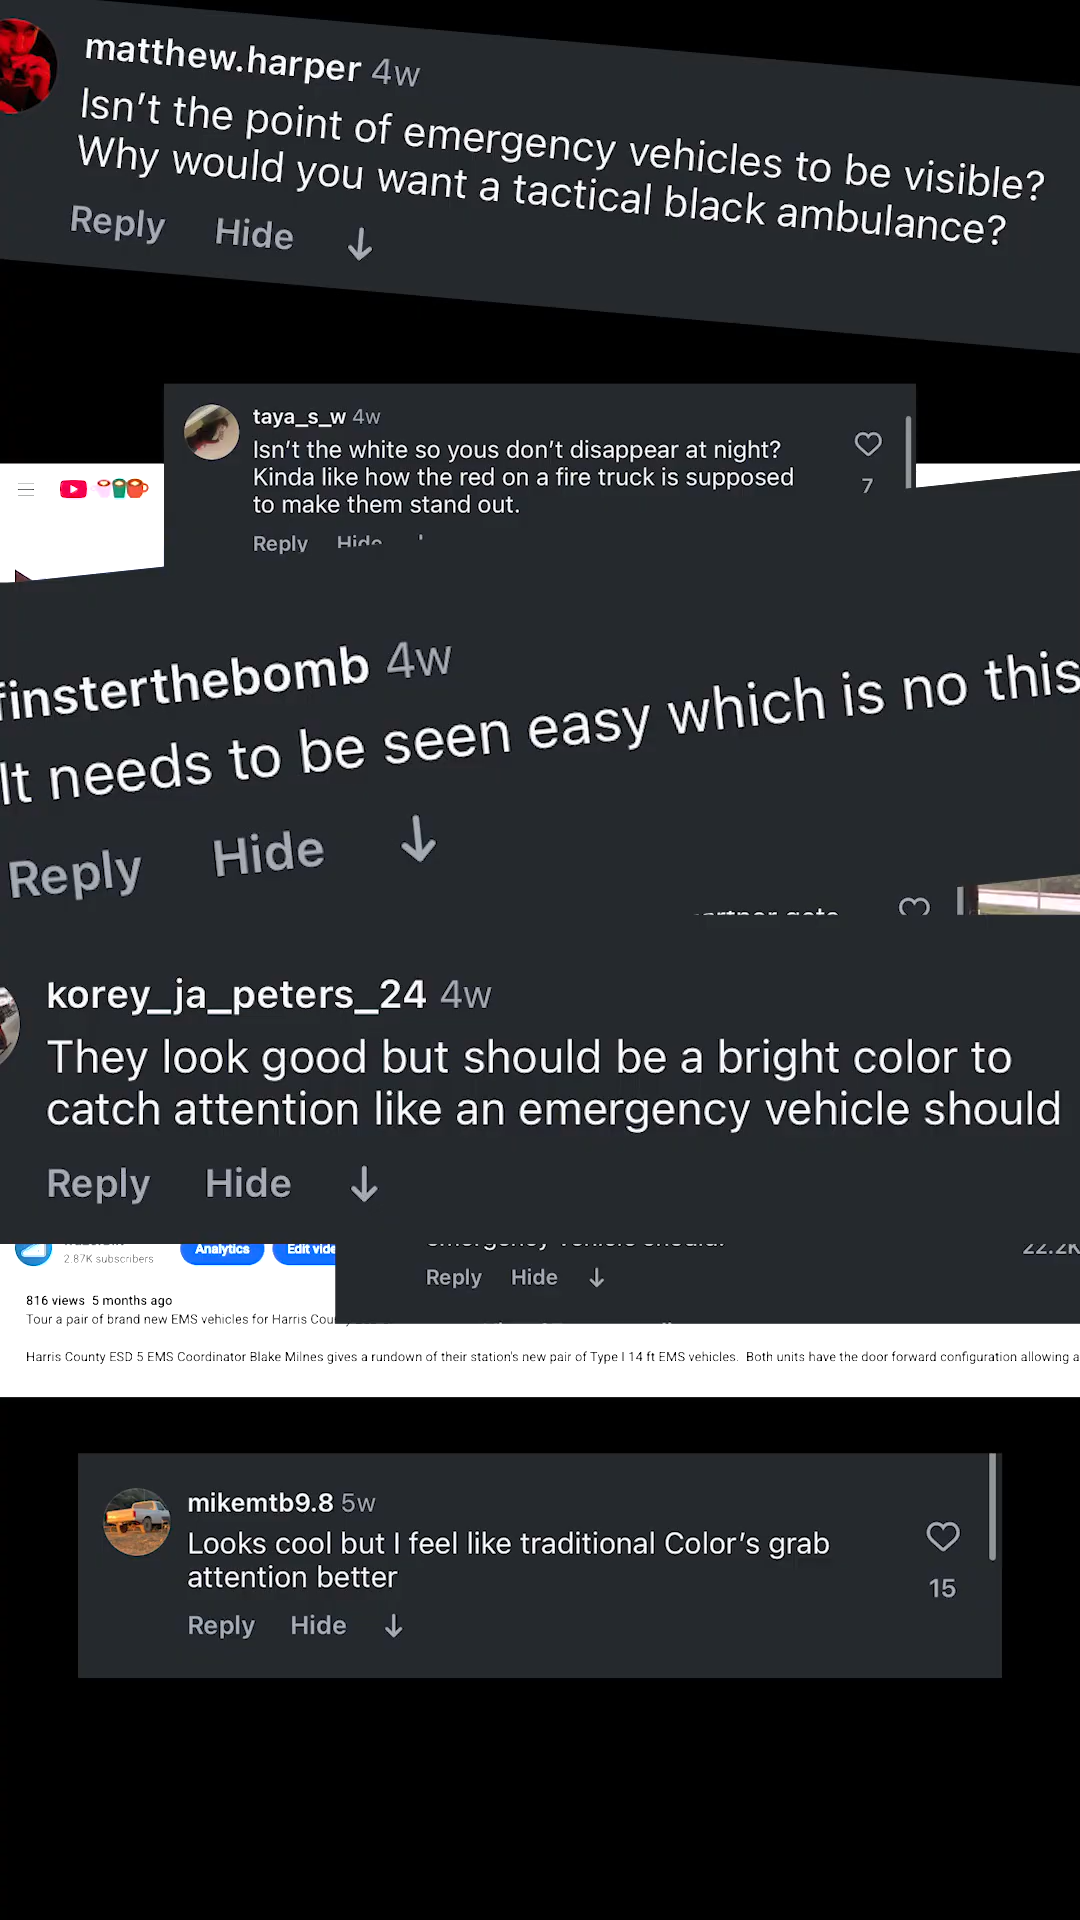 matthew.harper 4w
Isn't the point of emergency vehicles to be visible?
Why would you want a tactical black ambulance?
Reply Hide
taya_s_w 4w
Isn't the white so yous don't disappear at night?
Kinda like how the red on a fire truck is supposed
to make them stand out.
7
Reply Hide
finsterthebomb 4w
It needs to be seen easy which is no this
Reply Hide
korey_ja_peters_24 4w
They look good but should be a bright color to
catch attention like an emergency vehicle should
Reply Hide
2.87K subscribers
Analytics
Edit vide
22.2K
Reply Hide
816 views 5 months ago
Tour a pair of brand new EMS vehicles for Harris Cou
Harris County ESD 5 EMS Coordinator Blake Milnes gives a rundown of their station's new pair of Type I 14 ft EMS vehicles. Both units have the door forward configuration allowing a
mikemtb9.8 5w
Looks cool but I feel like traditional Color's grab
attention better
15
Reply Hide